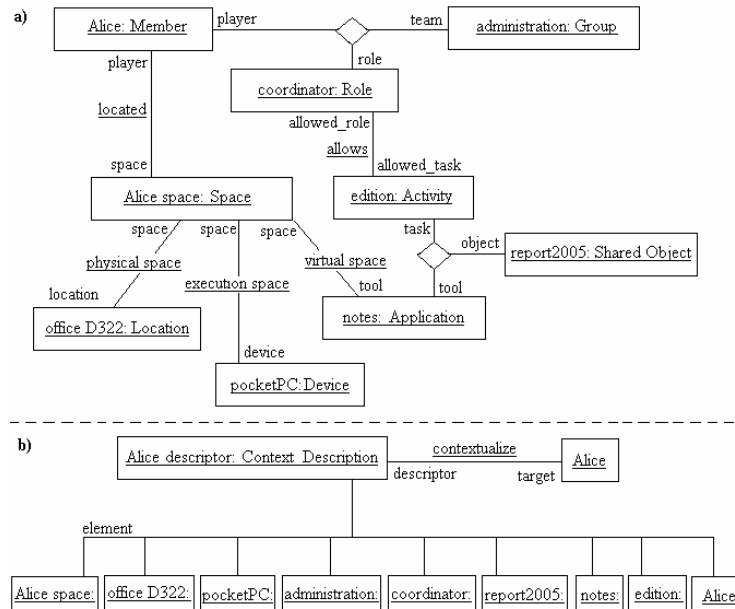 a)
Alice: Member
player
team
administration: Group
player
role
coordinator: Role
located
allowed_role
allows
space
allowed_task
Alice space: Space
edition: Activity
space
space
space
task
object
report2005: Shared Object
physical space
virtual space
execution space
location
tool
tool
office D322: Location
notes: Application
device
pocketPC:Device
b)
Alice descriptor: Context_Description
contextualize
Alice
descriptor
target
element
Alice space:
office D322:
pocketPC:
administration:
coordinator:
report2005:
notes:
edition:
Alice